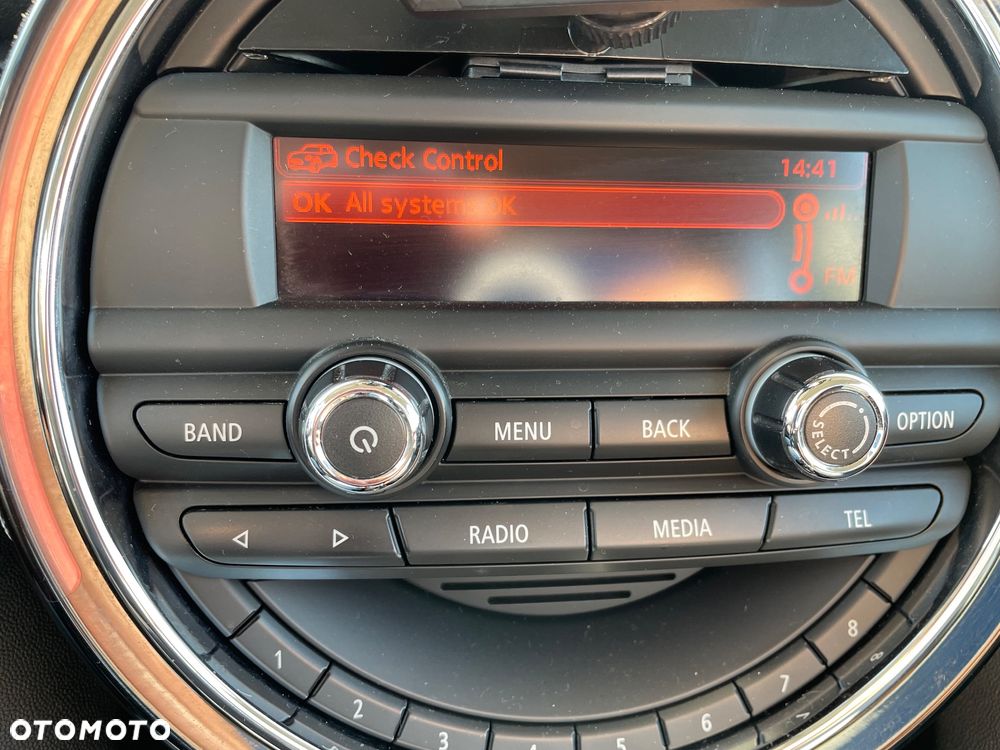 Check Control 14:41
OK All systems OK
FM
BAND MENU BACK SELECT OPTION
RADIO MEDIA TEL
1 2 3 4 5 6 7 8
OTOMOTO